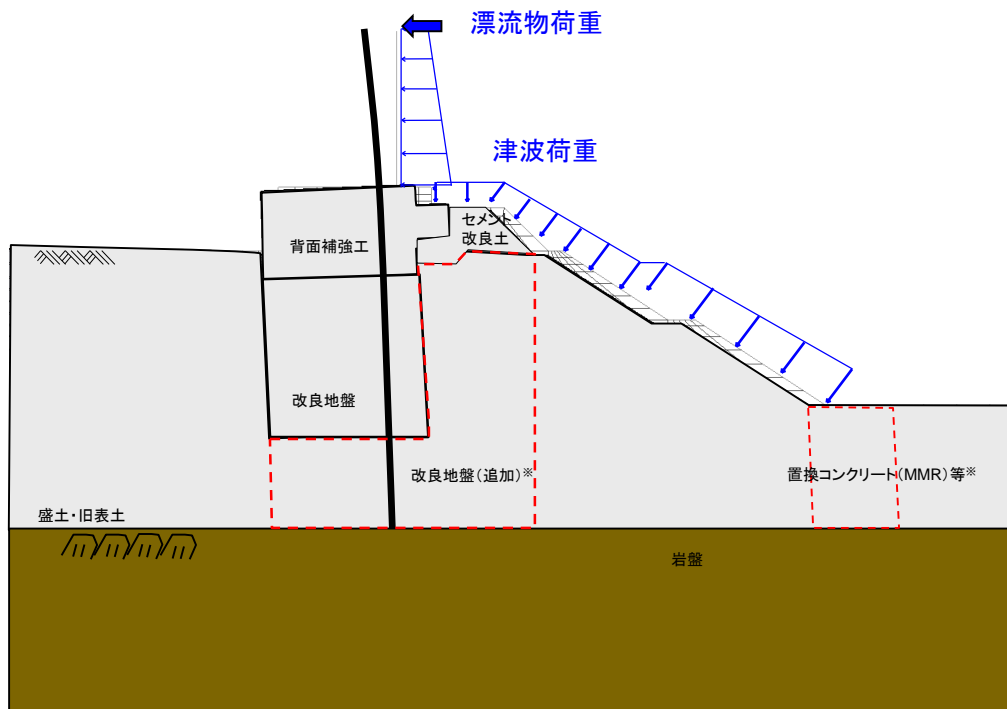 漂流物荷重
津波荷重
セメント
改良土
背面補強工
改良地盤
改良地盤(追加)※
置換コンクリート(MMR)等※
盛土・旧表土
岩盤